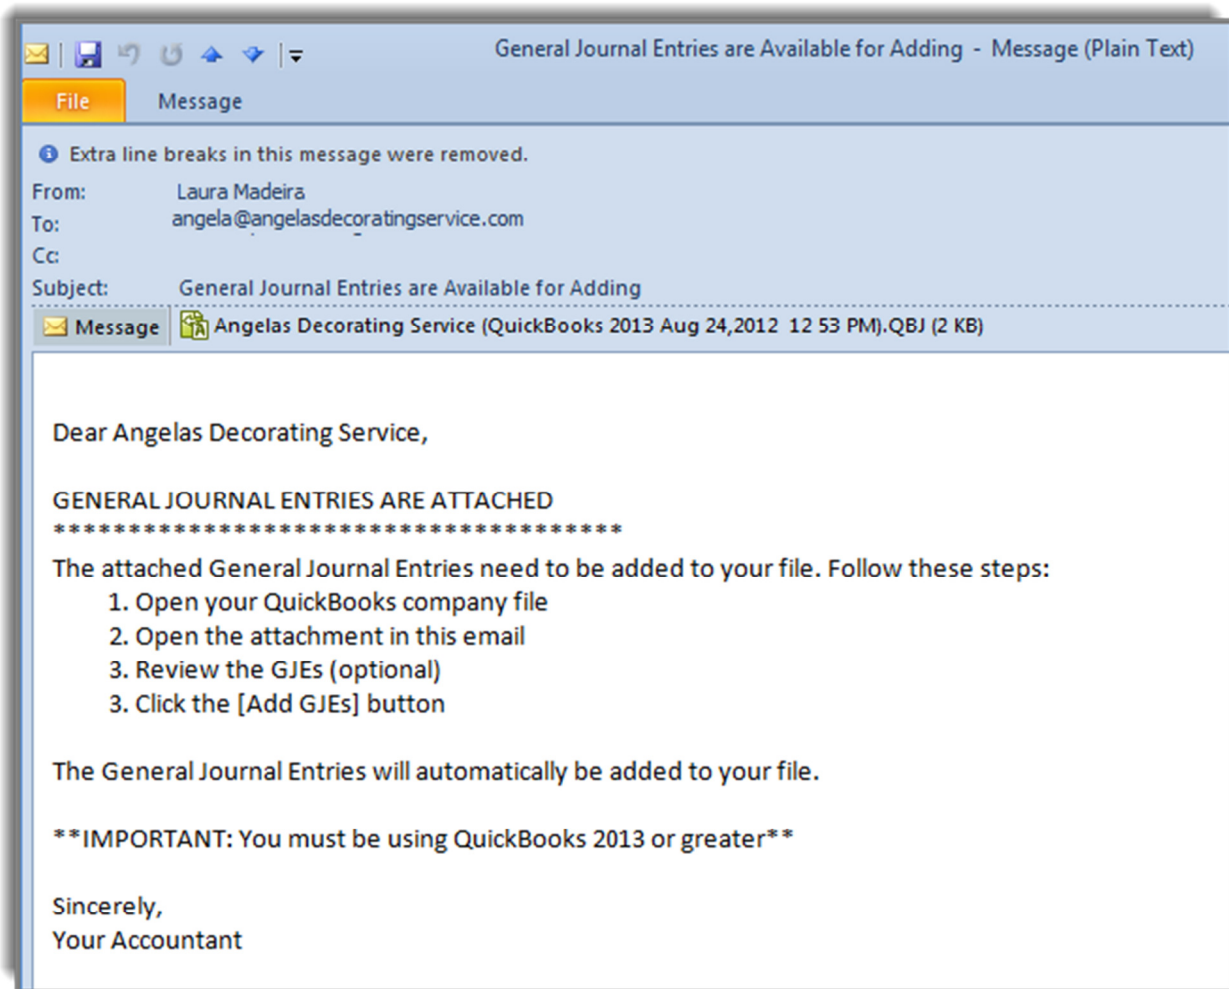 General Journal Entries are Available for Adding - Message (Plain Text)
File Message
Extra line breaks in this message were removed.
From: Laura Madeira
To: angela@angelasdecoratingservice.com
Cc:
Subject: General Journal Entries are Available for Adding
Message Angelas Decorating Service (QuickBooks 2013 Aug 24,2012 12 53 PM).QBJ (2 KB)
Dear Angelas Decorating Service,
GENERAL JOURNAL ENTRIES ARE ATTACHED
**************************************
The attached General Journal Entries need to be added to your file. Follow these steps:
1. Open your QuickBooks company file
2. Open the attachment in this email
3. Review the GJEs (optional)
3. Click the [Add GJEs] button
The General Journal Entries will automatically be added to your file.
**IMPORTANT: You must be using QuickBooks 2013 or greater**
Sincerely,
Your Accountant